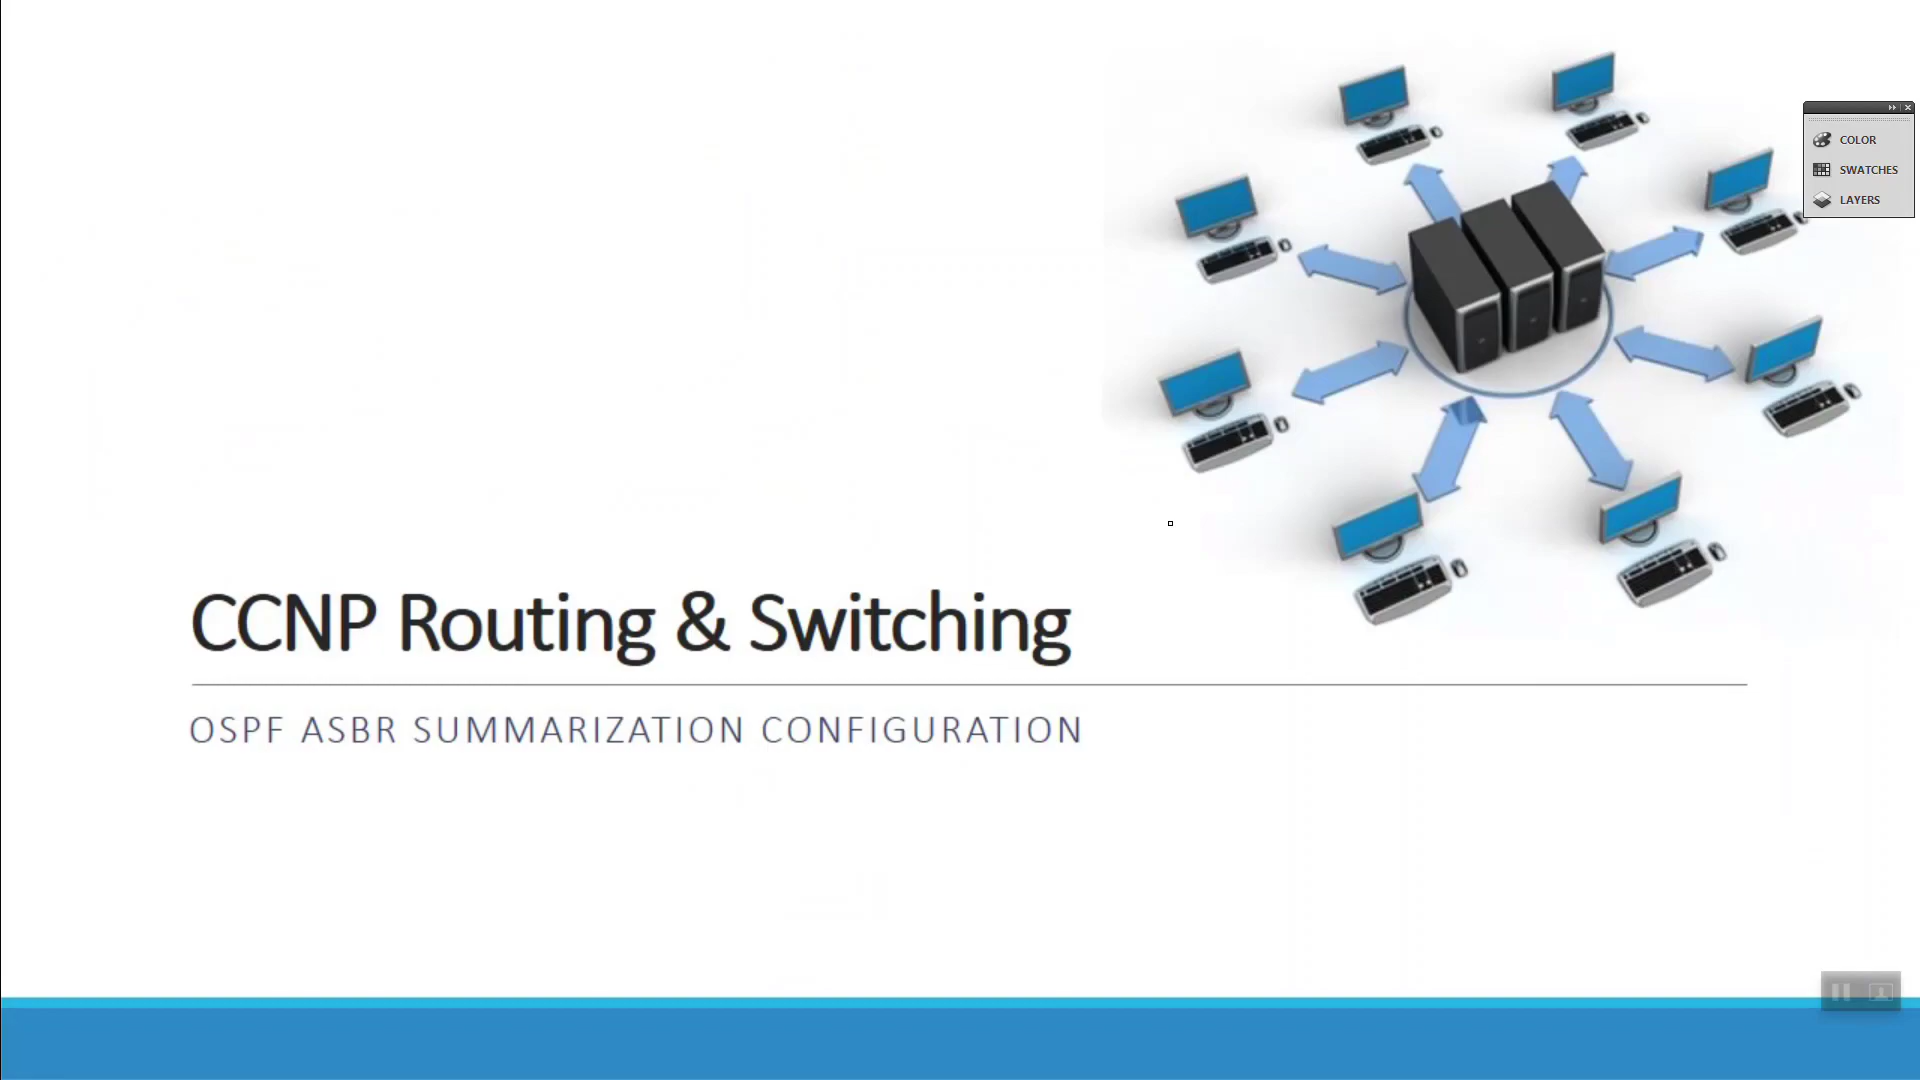 COLOR
SWATCHES
LAYERS
CCNP Routing & Switching
OSPF ASBR SUMMARIZATION CONFIGURATION